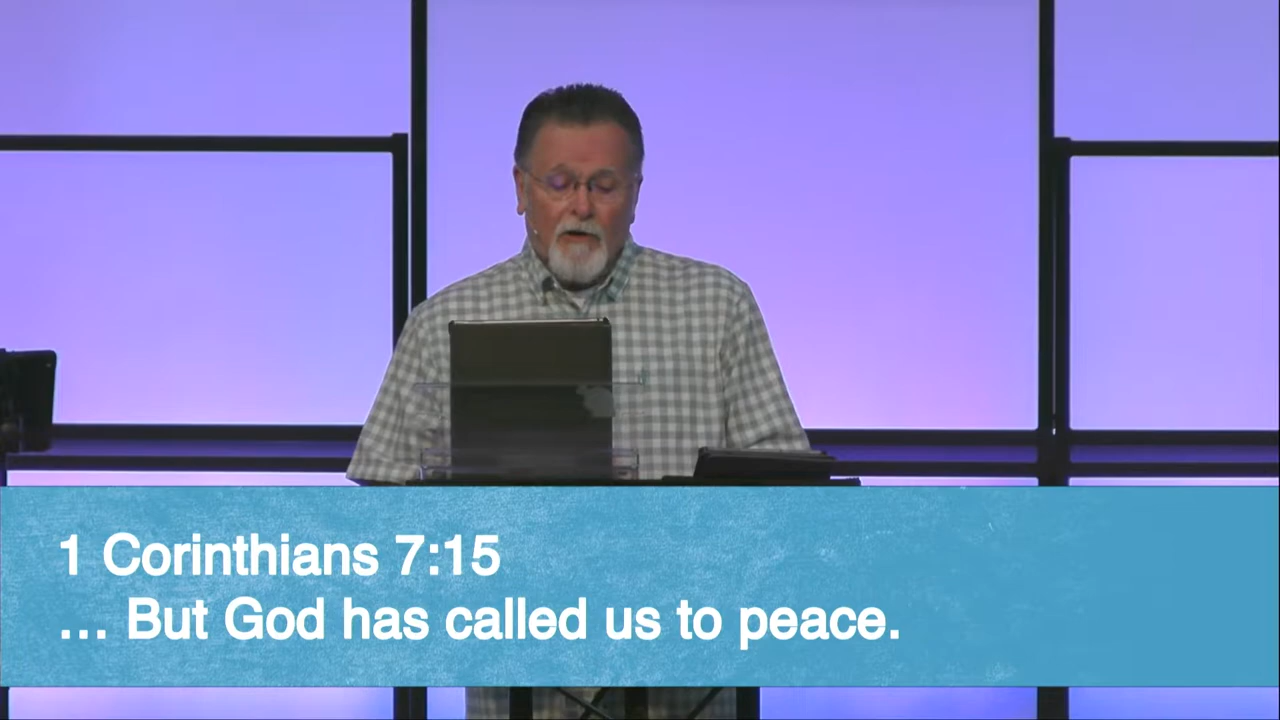 1 Corinthians 7:15
… But God has called us to peace.